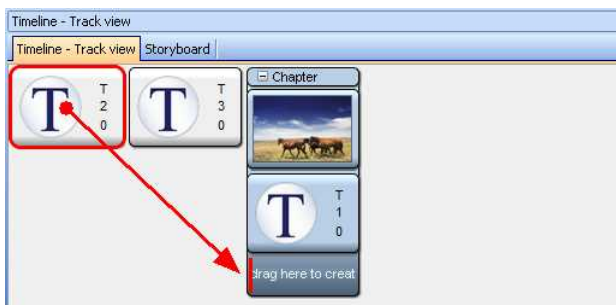 Timeline - Track view
Timeline - Track view Storyboard
T T
2 0
T T
3 0
Chapter
T T
1 0
drag here to creat